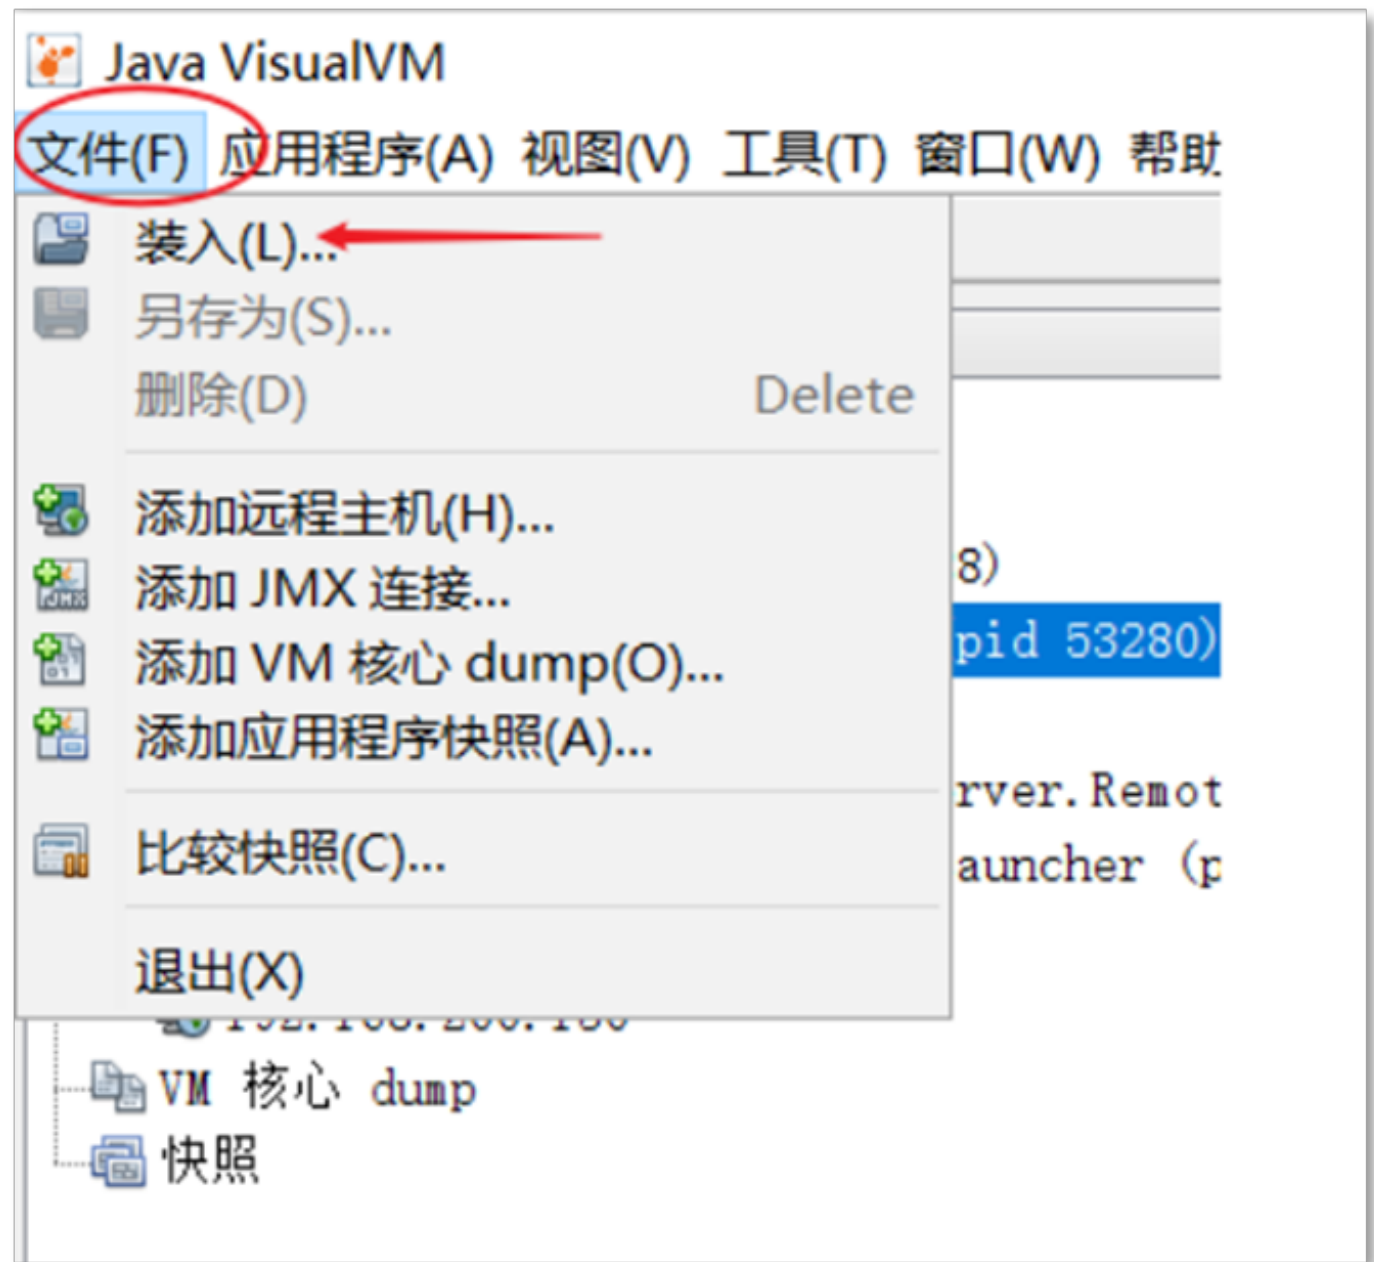 Java VisualVM
文件(F) 应用程序(A) 视图(V) 工具(T) 窗口(W) 帮助
装入(L)...
另存为(S)...
删除(D) Delete
添加远程主机(H)...
8)
添加 JMX 连接...
pid 53280)
添加 VM 核心 dump(O)...
添加应用程序快照(A)...
rver.Remot
比较快照(C)...
auncher (p
退出(X)
VM 核心 dump
快照